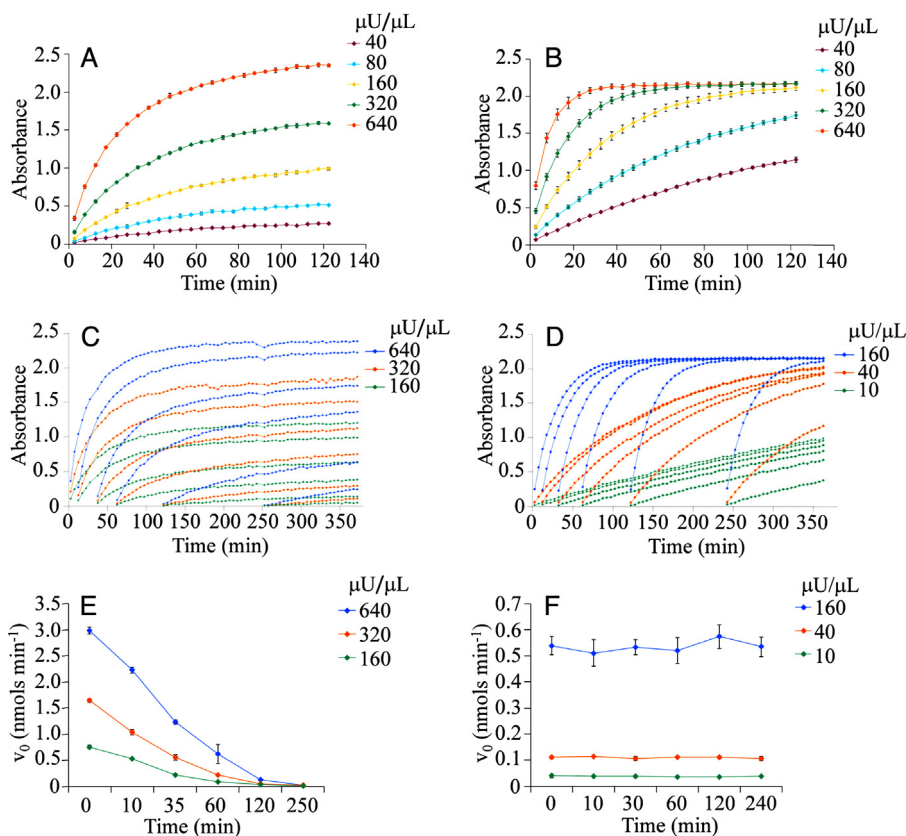 A
μU/μL
40
80
160
320
640
Absorbance
2.5
2.0
1.5
1.0
0.5
0
0 20 40 60 80 100 120 140
Time (min)
B
μU/μL
40
80
160
320
640
Absorbance
2.5
2.0
1.5
1.0
0.5
0
0 20 40 60 80 100 120 140
Time (min)
C
μU/μL
640
320
160
Absorbance
2.5
2.0
1.5
1.0
0.5
0
0 50 100 150 200 250 300 350
Time (min)
D
μU/μL
160
40
10
Absorbance
2.5
2.0
1.5
1.0
0.5
0
0 50 100 150 200 250 300 350
Time (min)
E
μU/μL
640
320
160
v₀ (nmols min⁻¹)
3.5
3.0
2.5
2.0
1.5
1.0
0.5
0
0 10 35 60 120 250
Time (min)
F
μU/μL
160
40
10
v₀ (nmols min⁻¹)
0.7
0.6
0.5
0.4
0.3
0.2
0.1
0
0 10 30 60 120 240
Time (min)